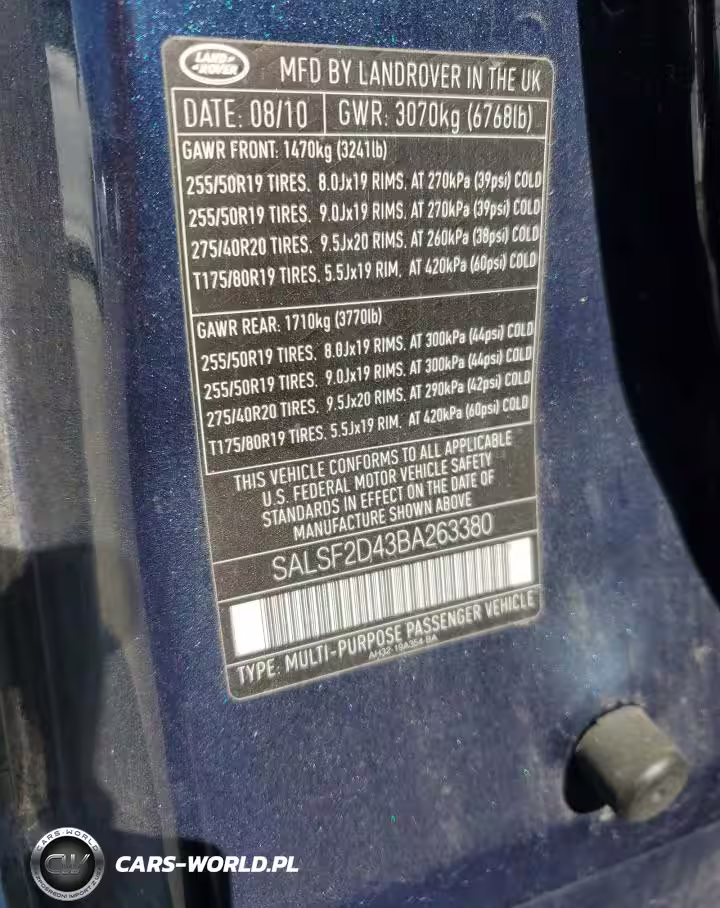 LAND ROVER
MFD BY LANDROVER IN THE UK
DATE: 08/10 GWR: 3070kg (6768lb)
GAWR FRONT: 1470kg (3241lb)
255/50R19 TIRES, 8.0Jx19 RIMS, AT 270kPa (39psi) COLD
255/50R19 TIRES, 9.0Jx19 RIMS, AT 270kPa (39psi) COLD
275/40R20 TIRES, 9.5Jx20 RIMS, AT 260kPa (38psi) COLD
T175/80R19 TIRES, 5.5Jx19 RIM, AT 420kPa (60psi) COLD
GAWR REAR: 1710kg (3770lb)
255/50R19 TIRES, 8.0Jx19 RIMS, AT 300kPa (44psi) COLD
255/50R19 TIRES, 9.0Jx19 RIMS, AT 300kPa (44psi) COLD
275/40R20 TIRES, 9.5Jx20 RIMS, AT 290kPa (42psi) COLD
T175/80R19 TIRES, 5.5Jx19 RIM, AT 420kPa (60psi) COLD
THIS VEHICLE CONFORMS TO ALL APPLICABLE
U.S. FEDERAL MOTOR VEHICLE SAFETY
STANDARDS IN EFFECT ON THE DATE OF
MANUFACTURE SHOWN ABOVE
SALSF2D43BA263380
TYPE: MULTI-PURPOSE PASSENGER VEHICLE
AH32-19A354-BA
CARS-WORLD
CW
CARS-WORLD.PL